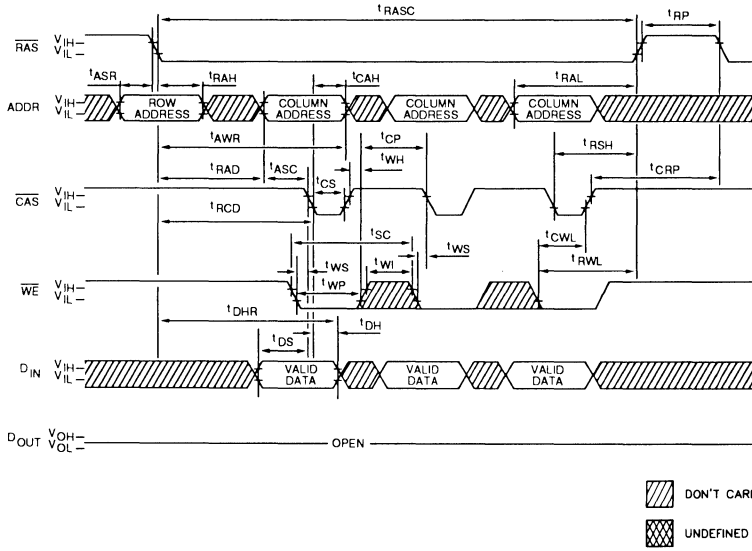 tRASC
tRP
RAS VIH VIL
tASR
tRAH
tCAH
tRAL
ADDR VIH VIL
ROW ADDRESS
COLUMN ADDRESS
COLUMN ADDRESS
COLUMN ADDRESS
tAWR
tCP
tWH
tRSH
tRAD
tASC
tCS
tCRP
CAS VIH VIL
tRCD
tSC
tCWL
tWS
tWI
tWS
tRWL
WE VIH VIL
tWP
tDHR
tDS
tDH
DIN VIH VIL
VALID DATA
VALID DATA
VALID DATA
DOUT VOH VOL
OPEN
DON'T CARE
UNDEFINED